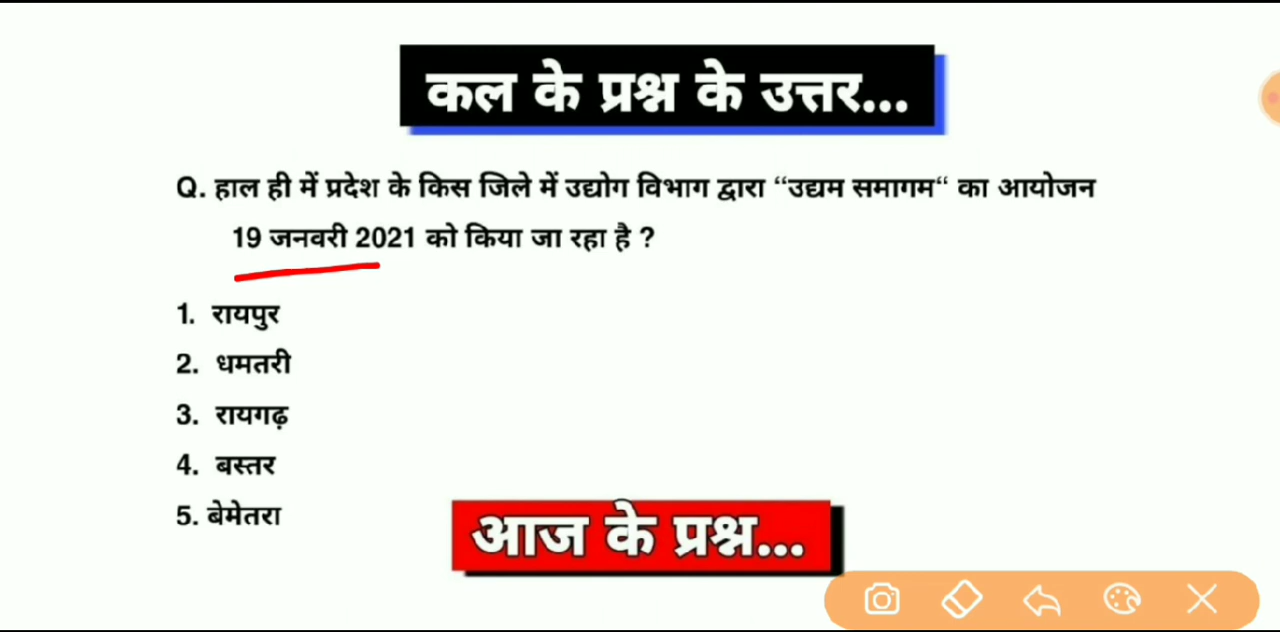 कल के प्रश्न के उत्तर...
Q. हाल ही में प्रदेश के किस जिले में उद्योग विभाग द्वारा “उद्यम समागम“ का आयोजन
19 जनवरी 2021 को किया जा रहा है ?
1. रायपुर
2. धमतरी
3. रायगढ़
4. बस्तर
5. बेमेतरा
आज के प्रश्न...